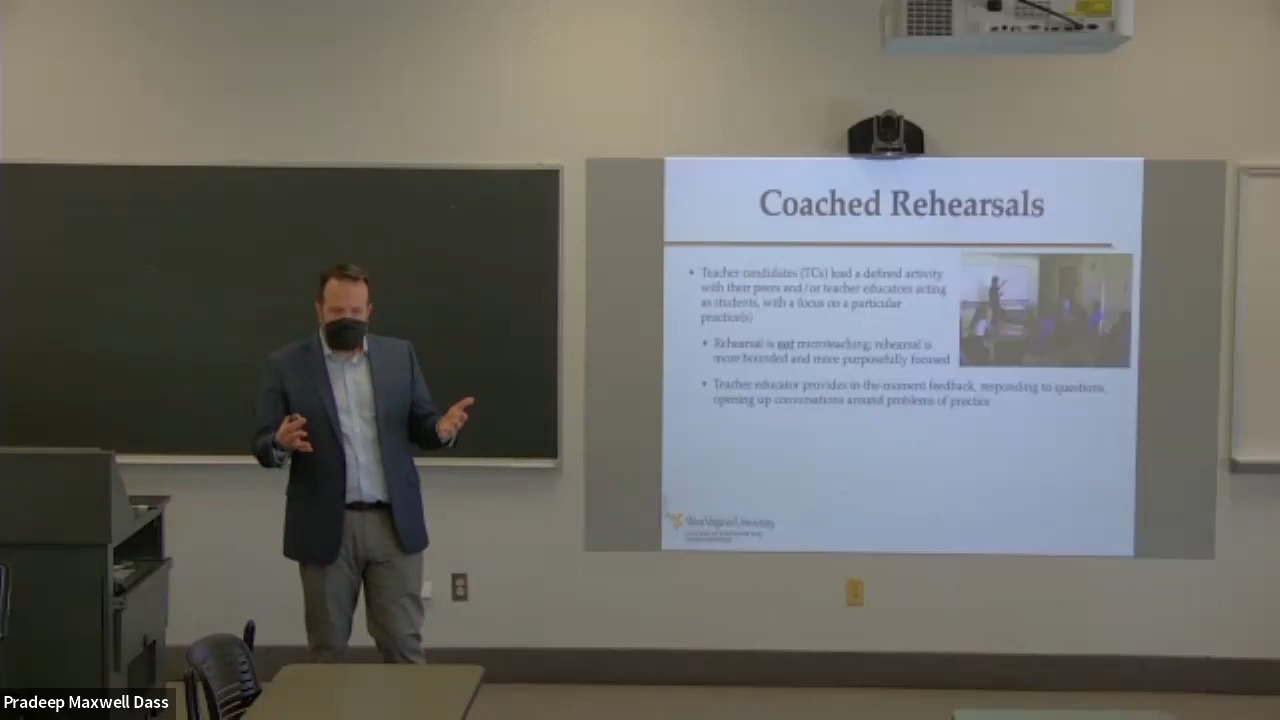 Coached Rehearsals
• Teacher candidates (TCs) lead a defined activity
with their peers and/or teacher educators acting
as students, with a focus on a particular
practice(s)
• Rehearsal is not microteaching; rehearsal is
more bounded and more purposefully focused
• Teacher educator provides in-the-moment feedback, responding to questions,
opening up conversations around problems of practice
West Virginia University
Pradeep Maxwell Dass